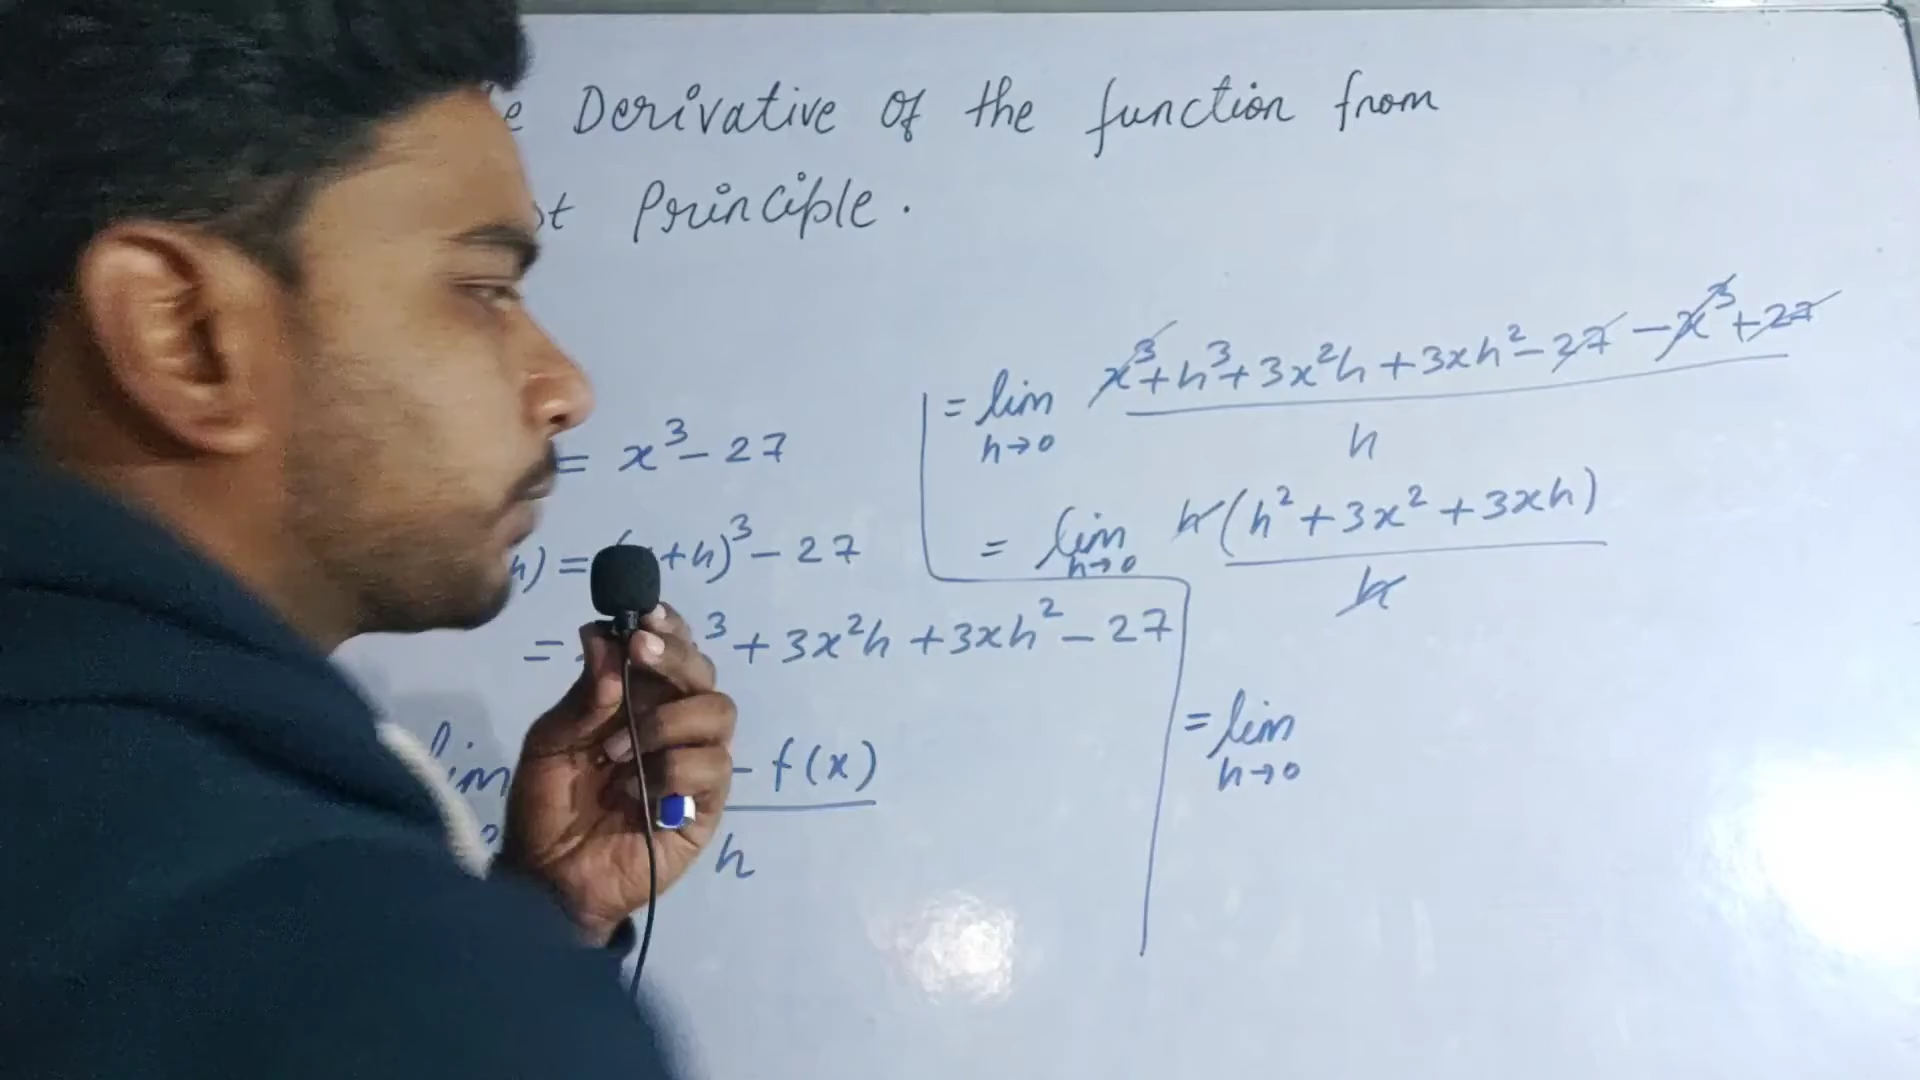 Derivative of the function from
Principle.
= x³ - 27
h) = +h)³ - 27
= ³ + 3x²h + 3xh² - 27
lim - f(x)
h
= lim x³ + h³ + 3x²h + 3xh² - 27 - x³ + 27
h→0 h
= lim h(h² + 3x² + 3xh)
h→0 h
= lim
h→0